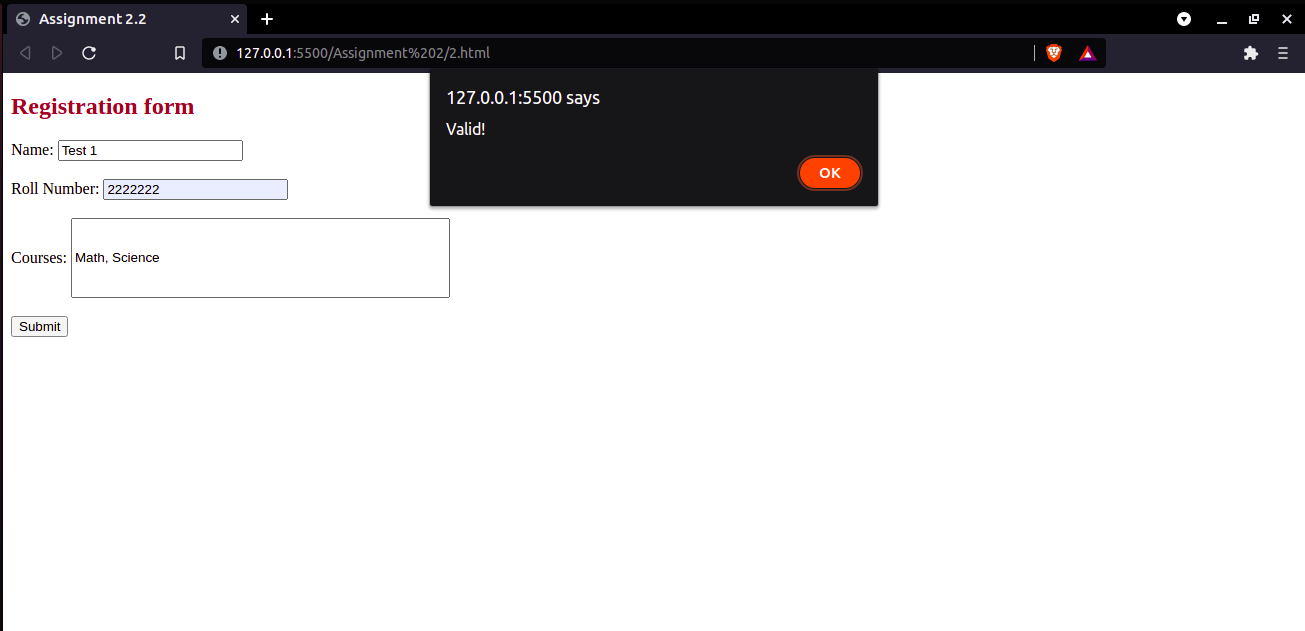 Assignment 2.2
127.0.0.1:5500/Assignment%202/2.html
127.0.0.1:5500 says
Valid!
OK
Registration form
Name: Test 1
Roll Number: 2222222
Courses: Math, Science
Submit